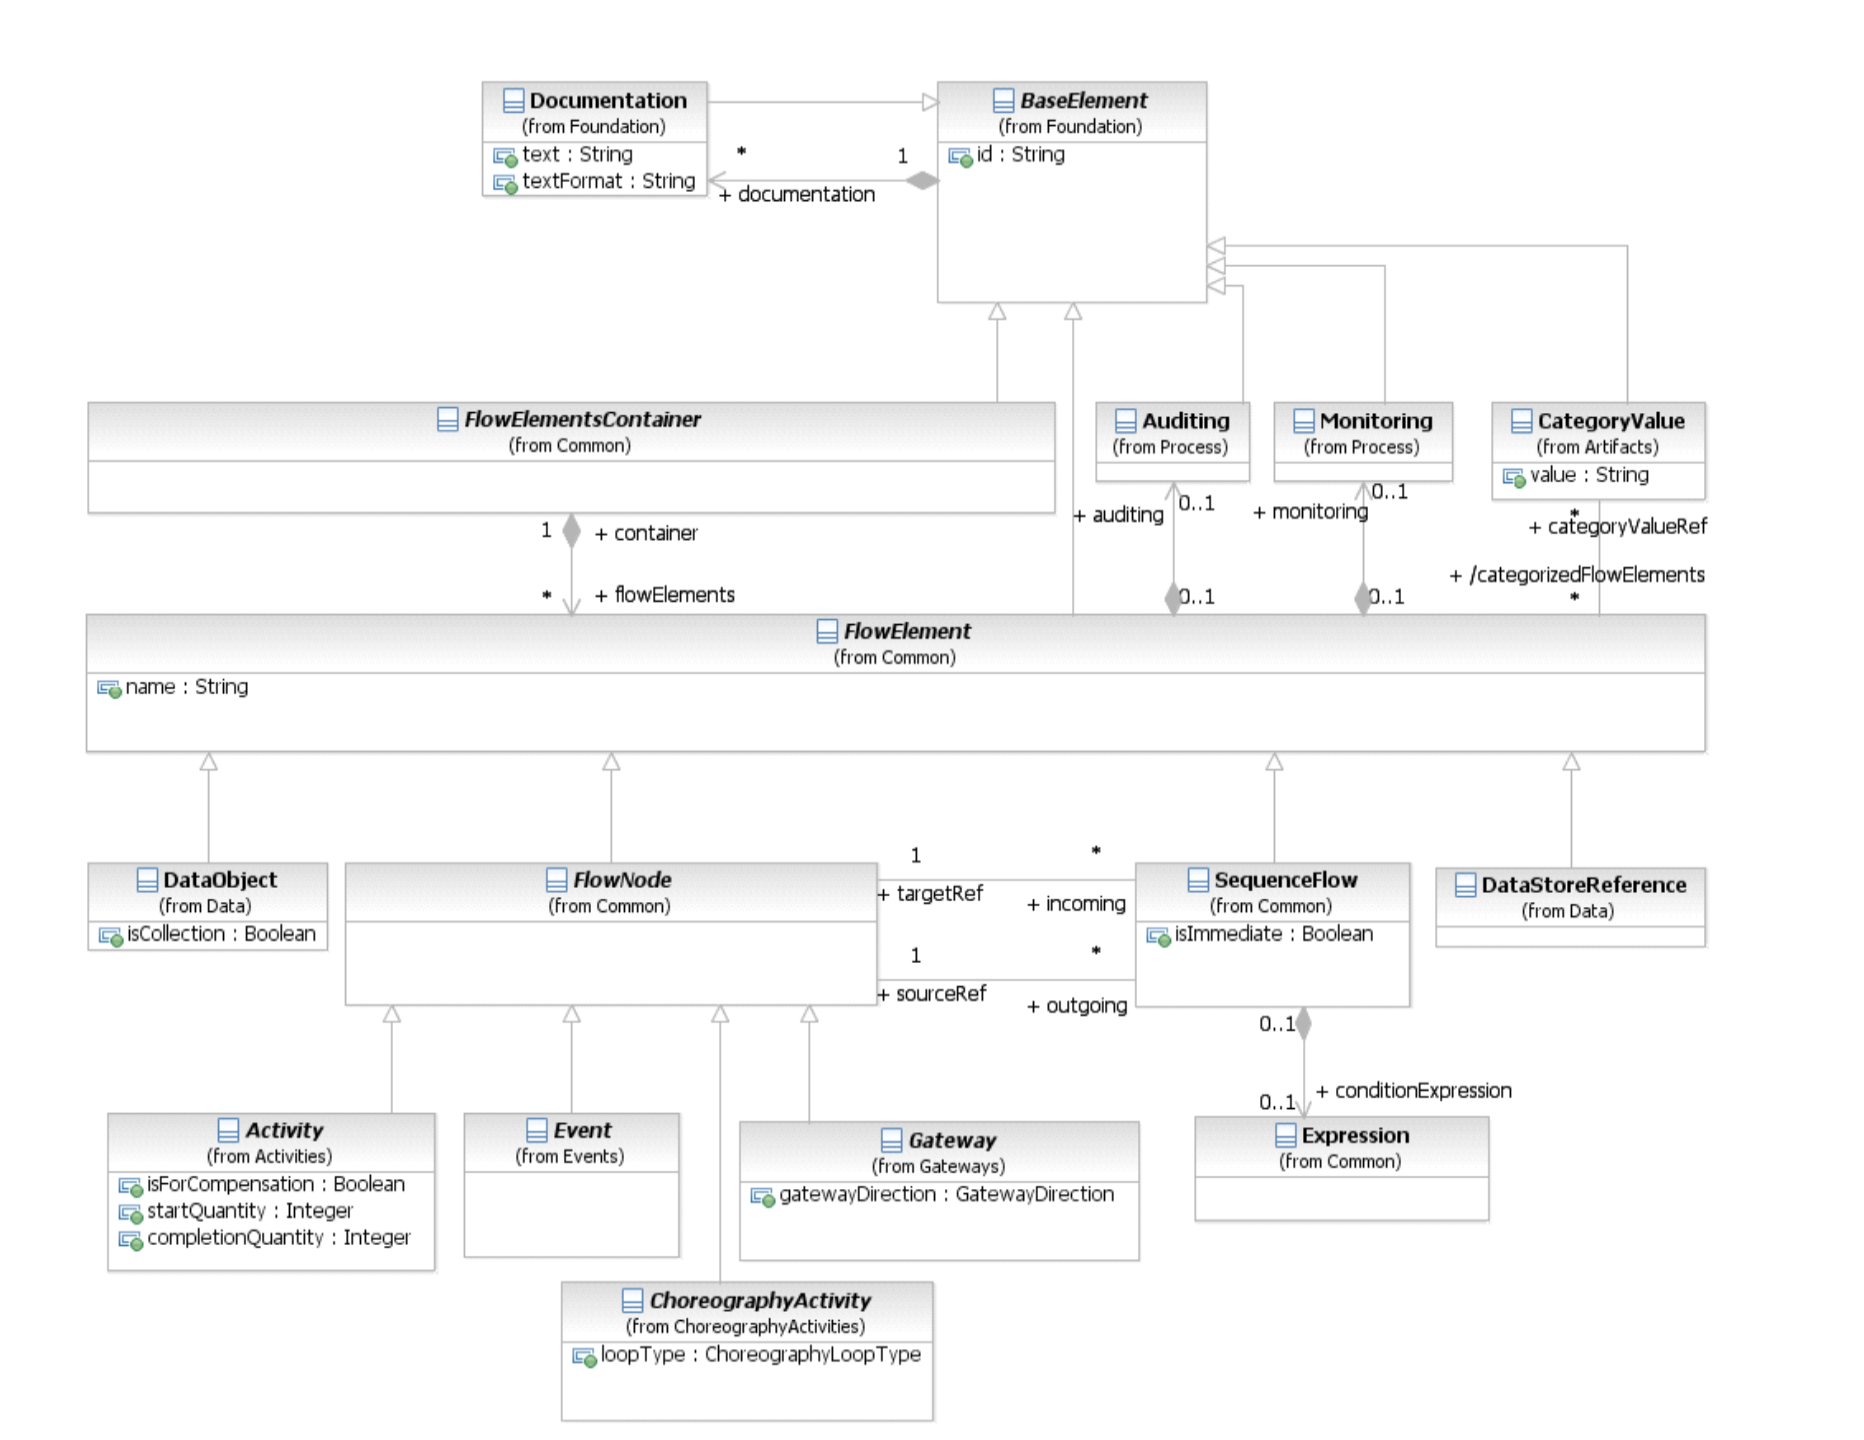 Documentation
(from Foundation)
text : String
textFormat : String
BaseElement
(from Foundation)
id : String
*
1
+ documentation
FlowElementsContainer
(from Common)
Auditing
(from Process)
Monitoring
(from Process)
CategoryValue
(from Artifacts)
value : String
1
+ container
*
+ flowElements
+ auditing
0..1
0..1
+ monitoring
0..1
0..1
*
+ categoryValueRef
+ /categorizedFlowElements
*
FlowElement
(from Common)
name : String
DataObject
(from Data)
isCollection : Boolean
FlowNode
(from Common)
1
*
+ targetRef
+ incoming
1
*
+ sourceRef
+ outgoing
SequenceFlow
(from Common)
isImmediate : Boolean
DataStoreReference
(from Data)
0..1
+ conditionExpression
0..1
Activity
(from Activities)
isForCompensation : Boolean
startQuantity : Integer
completionQuantity : Integer
Event
(from Events)
Gateway
(from Gateways)
gatewayDirection : GatewayDirection
Expression
(from Common)
ChoreographyActivity
(from ChoreographyActivities)
loopType : ChoreographyLoopType